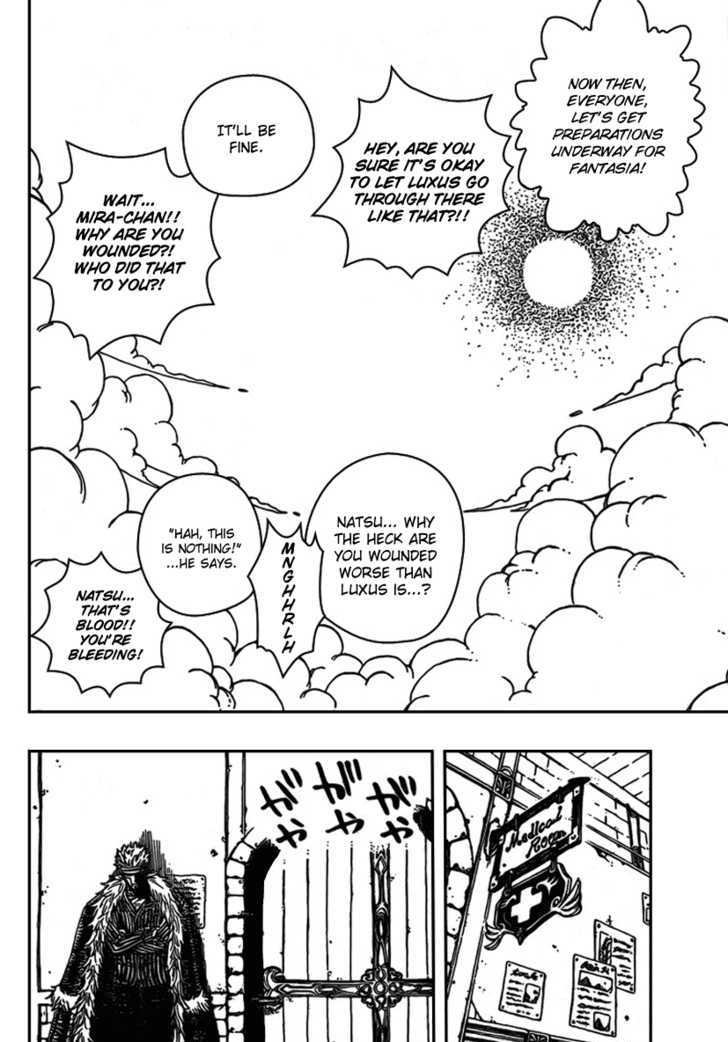 NOW THEN,
EVERYONE,
LET'S GET
PREPARATIONS
UNDERWAY FOR
FANTASIA!
HEY, ARE YOU
SURE IT'S OKAY
TO LET LUXUS GO
THROUGH THERE
LIKE THAT?!!
IT'LL BE
FINE.
WAIT...
MIRA-CHAN!!
WHY ARE YOU
WOUNDED?!
WHO DID THAT
TO YOU?!
NATSU... WHY
THE HECK ARE
YOU WOUNDED
WORSE THAN
LUXUS IS...?
MNGHHRLH
"HAH, THIS
IS NOTHING!"
...HE SAYS.
NATSU...
THAT'S
BLOOD!!
YOU'RE
BLEEDING!
Medical
Room
ガヤ
ガヤ
ガヤ